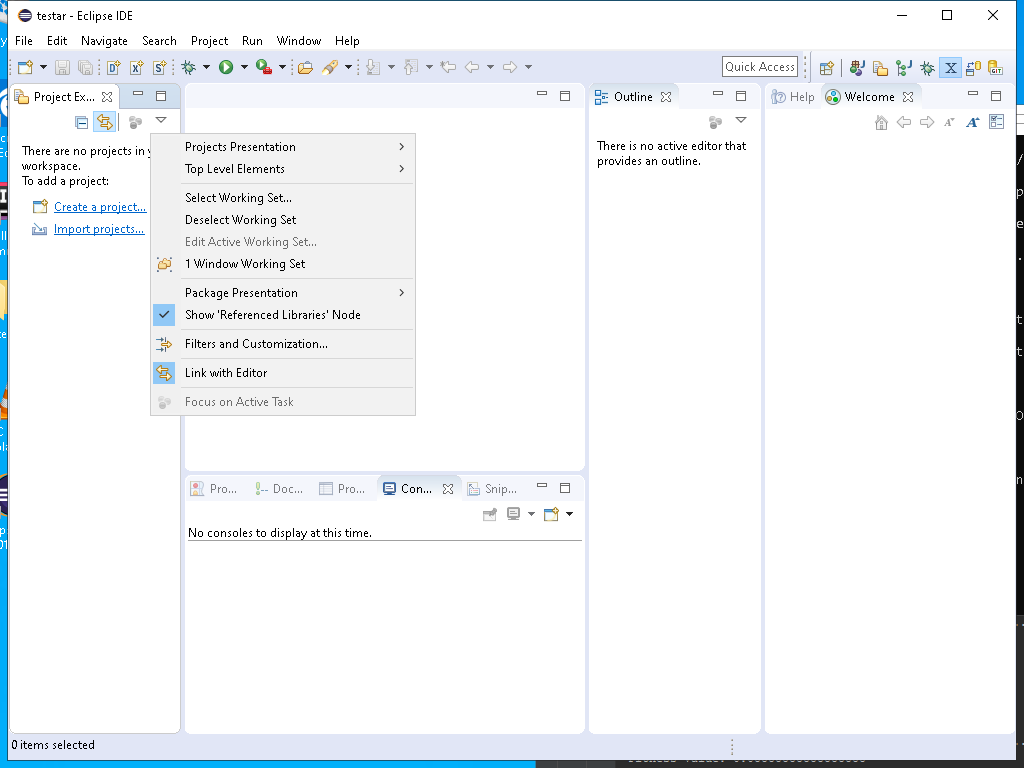 testar - Eclipse IDE
File Edit Navigate Search Project Run Window Help
Quick Access
Project Ex...
There are no projects in
workspace.
To add a project:
Create a project...
Import projects...
Projects Presentation
Top Level Elements
Select Working Set...
Deselect Working Set
Edit Active Working Set...
1 Window Working Set
Package Presentation
Show 'Referenced Libraries' Node
Filters and Customization...
Link with Editor
Focus on Active Task
Outline
There is no active editor that
provides an outline.
Help
Welcome
Pro...
Doc...
Pro...
Con...
Snip...
No consoles to display at this time.
0 items selected